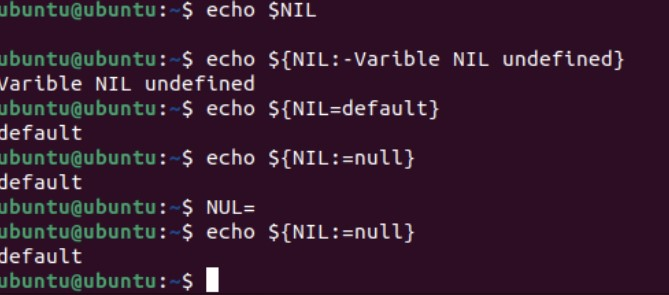 ubuntu@ubuntu:~$ echo $NIL

ubuntu@ubuntu:~$ echo ${NIL:-Varible NIL undefined}
Varible NIL undefined
ubuntu@ubuntu:~$ echo ${NIL=default}
default
ubuntu@ubuntu:~$ echo ${NIL:=null}
default
ubuntu@ubuntu:~$ NUL=
ubuntu@ubuntu:~$ echo ${NIL:=null}
default
ubuntu@ubuntu:~$